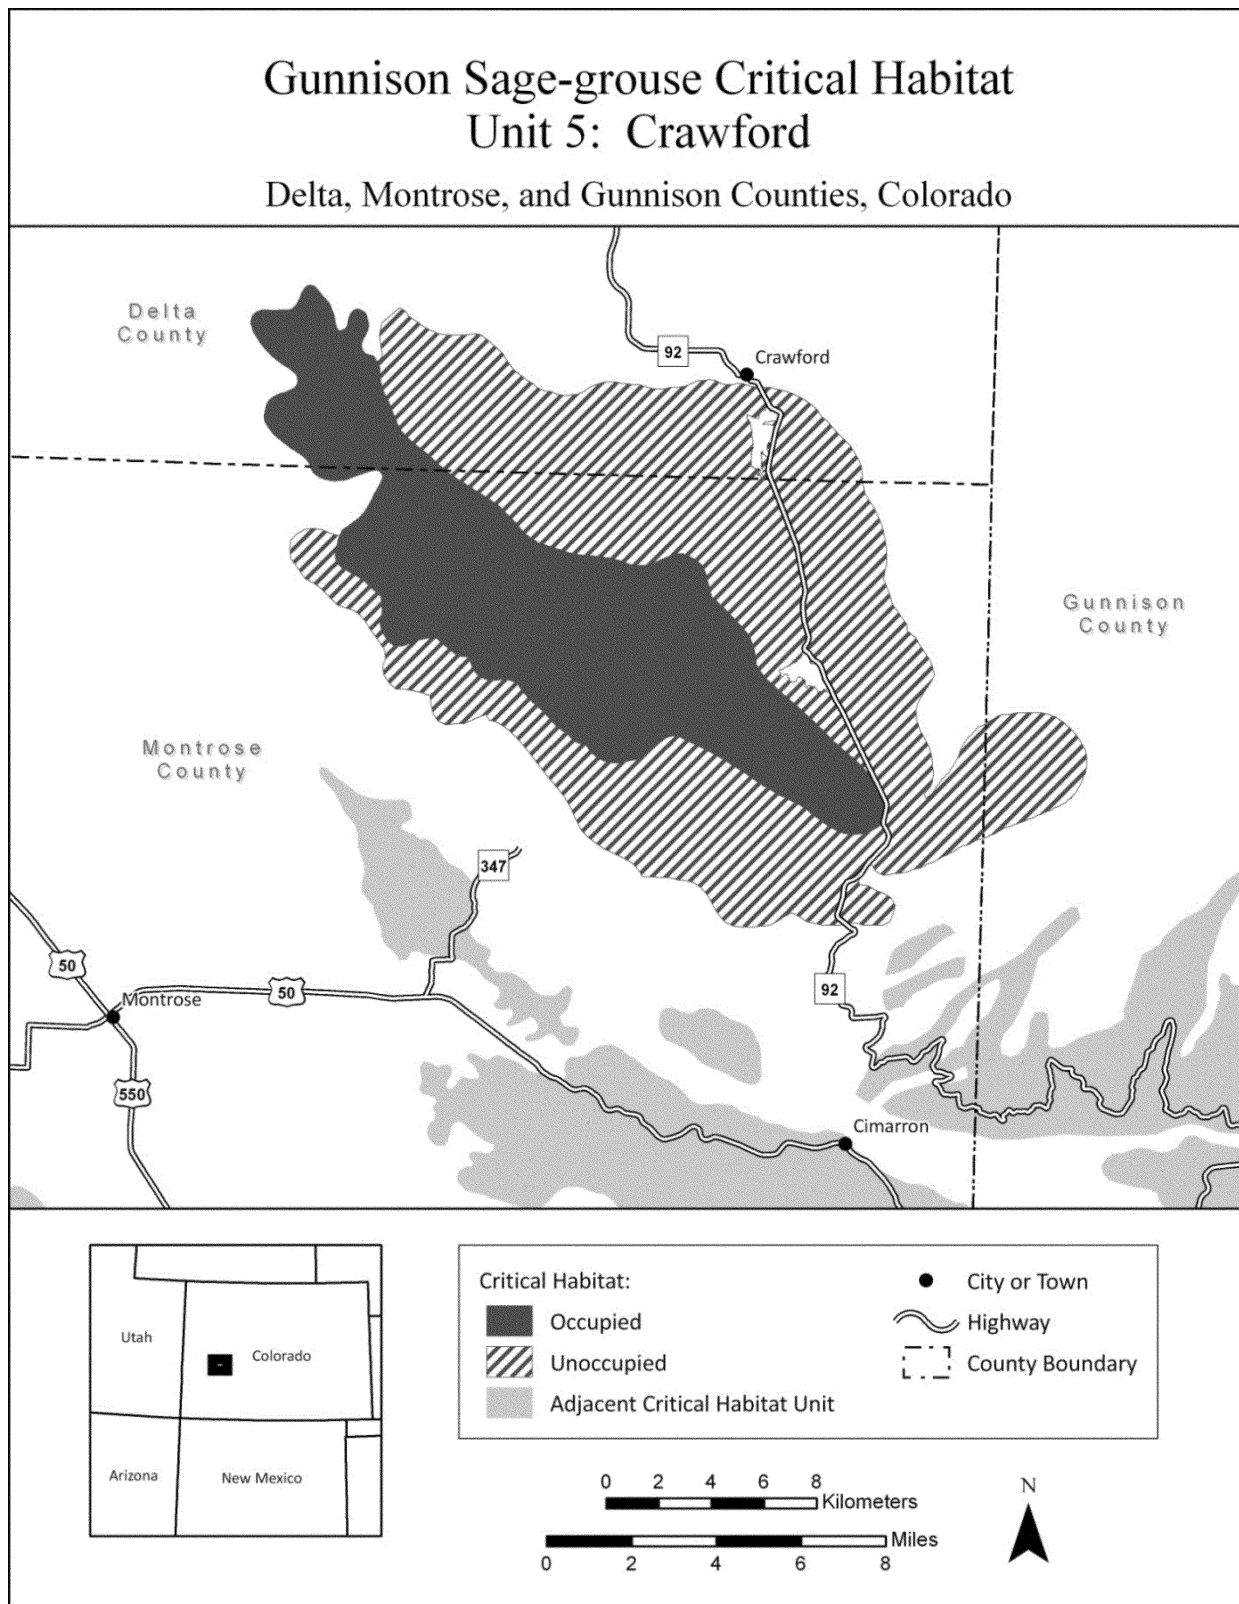 Gunnison Sage-grouse Critical Habitat
Unit 5: Crawford
Delta, Montrose, and Gunnison Counties, Colorado
Delta
County
92
Crawford
Gunnison
County
Montrose
County
347
50
Montrose
50
92
550
Cimarron
Utah
Colorado
Arizona
New Mexico
Critical Habitat:
Occupied
Unoccupied
Adjacent Critical Habitat Unit
City or Town
Highway
County Boundary
0 2 4 6 8
Kilometers
Miles
0 2 4 6 8
N